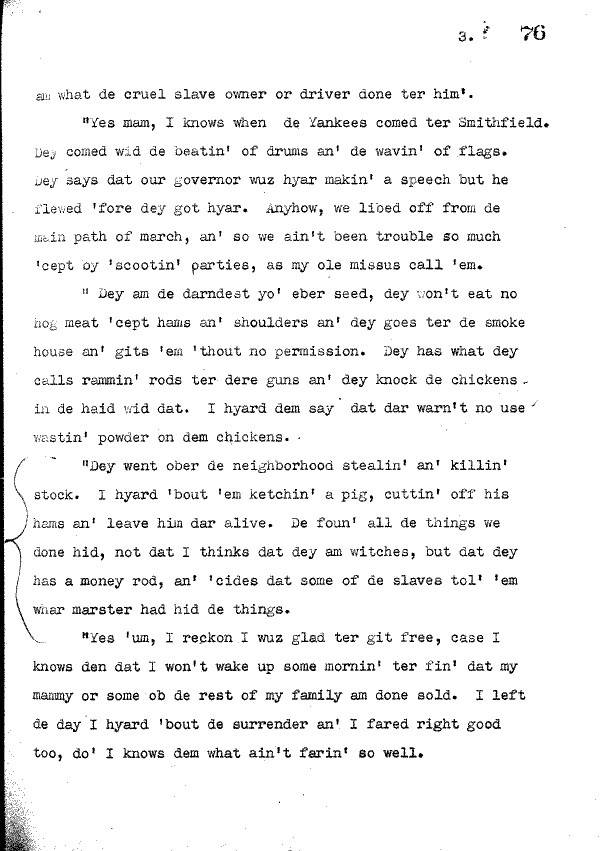 3. 76
am what de cruel slave owner or driver done ter him'.
"Yes mam, I knows when de Yankees comed ter Smithfield.
Dey comed wid de beatin' of drums an' de wavin' of flags.
Dey says dat our governor wuz hyar makin' a speech but he
flewed 'fore dey got hyar. Anyhow, we libed off from de
main path of march, an' so we ain't been trouble so much
'cept by 'scootin' parties, as my ole missus call 'em.
" Dey am de darndest yo' eber seed, dey won't eat no
hog meat 'cept hams an' shoulders an' dey goes ter de smoke
house an' gits 'em 'thout no permission. Dey has what dey
calls rammin' rods ter dere guns an' dey knock de chickens
in de haid wid dat. I hyard dem say dat dar warn't no use
wastin' powder on dem chickens.
"Dey went ober de neighborhood stealin' an' killin'
stock. I hyard 'bout 'em ketchin' a pig, cuttin' off his
hams an' leave him dar alive. De foun' all de things we
done hid, not dat I thinks dat dey am witches, but dat dey
has a money rod, an' 'cides dat some of de slaves tol' 'em
whar marster had hid de things.
"Yes 'um, I reckon I wuz glad ter git free, case I
knows den dat I won't wake up some mornin' ter fin' dat my
mammy or some ob de rest of my family am done sold. I left
de day I hyard 'bout de surrender an' I fared right good
too, do' I knows dem what ain't farin' so well.